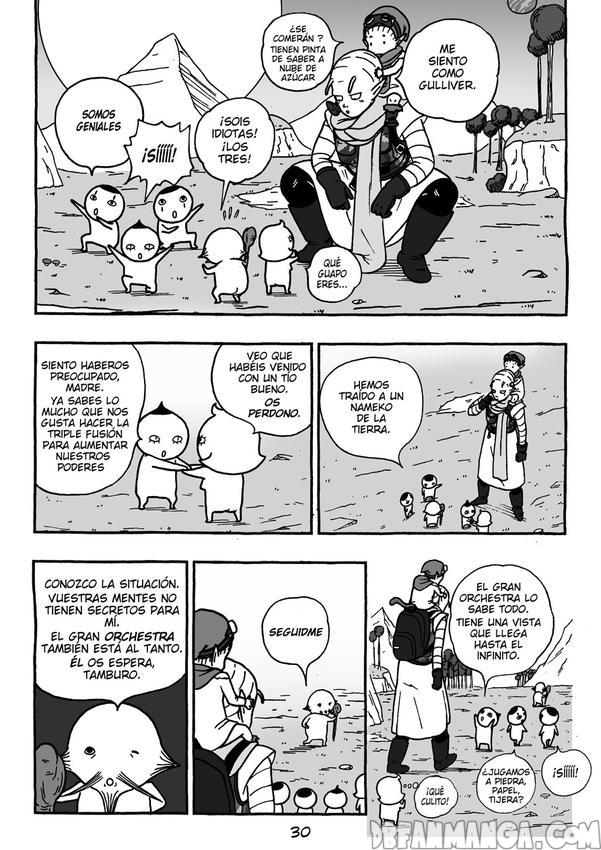 ¿SE
COMERÁN ?
TIENEN PINTA
DE SABER A
NUBE DE
AZÚCAR
ME
SIENTO
COMO
GULLIVER.
SOMOS
GENIALES
¡SÍÍÍÍ!
¡SOIS
IDIOTAS!
¡LOS
TRES!
QUÉ
GUAPO
ERES...
SIENTO HABEROS
PREOCUPADO,
MADRE.
YA SABES LO
MUCHO QUE NOS
GUSTA HACER LA
TRIPLE FUSIÓN
PARA AUMENTAR
NUESTROS
PODERES
VEO QUE
HABÉIS VENIDO
CON UN TÍO
BUENO.
OS
PERDONO.
HEMOS
TRAÍDO A UN
NAMEKO DE
LA TIERRA.
CONOZCO LA SITUACIÓN.
VUESTRAS MENTES NO
TIENEN SECRETOS PARA
MÍ.
EL GRAN ORCHESTRA
TAMBIÉN ESTÁ AL TANTO.
ÉL OS ESPERA,
TAMBURO.
SEGUIDME
EL GRAN
ORCHESTRA LO
SABE TODO.
TIENE UNA VISTA
QUE LLEGA
HASTA EL
INFINITO.
¡QUÉ
CULITO!
¿JUGAMOS
A PIEDRA,
PAPEL,
TIJERA?
¡SÍÍÍÍ!
30
DBFANMANGA.COM